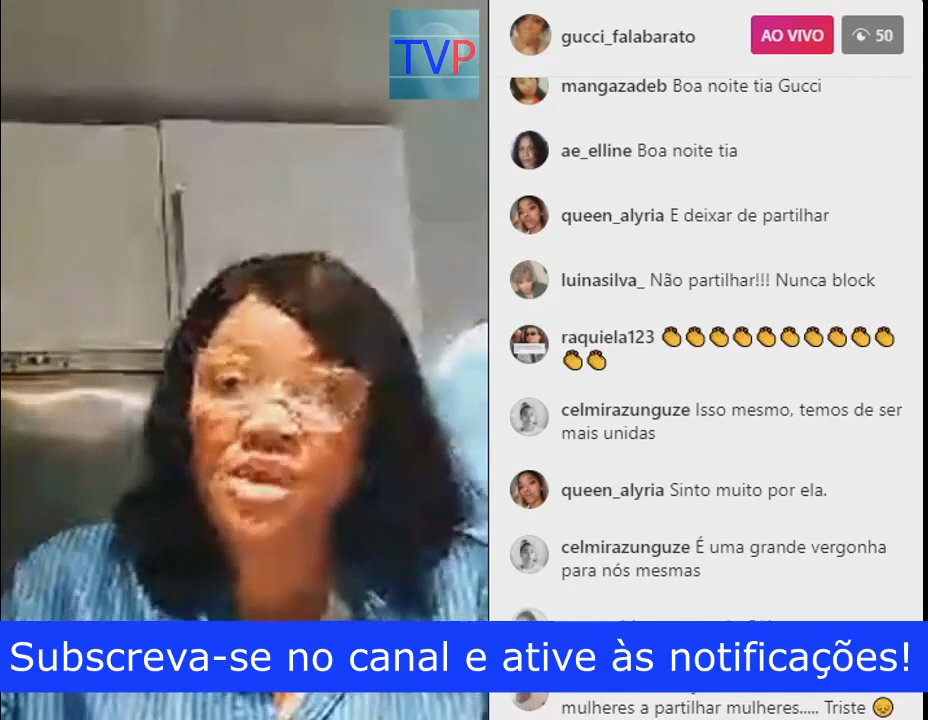 TVP
gucci_falabarato
AO VIVO
50
mangazadeb Boa noite tia Gucci
ae_elline Boa noite tia
queen_alyria E deixar de partilhar
luinasilva_ Não partilhar!!! Nunca block
raquiela123 👏👏👏👏👏👏👏👏👏👏
👏👏
celmirazunguze Isso mesmo, temos de ser
mais unidas
queen_alyria Sinto muito por ela.
celmirazunguze É uma grande vergonha
para nós mesmas
Subscreva-se no canal e ative às notificações!
mulheres a partilhar mulheres..... Triste 😞